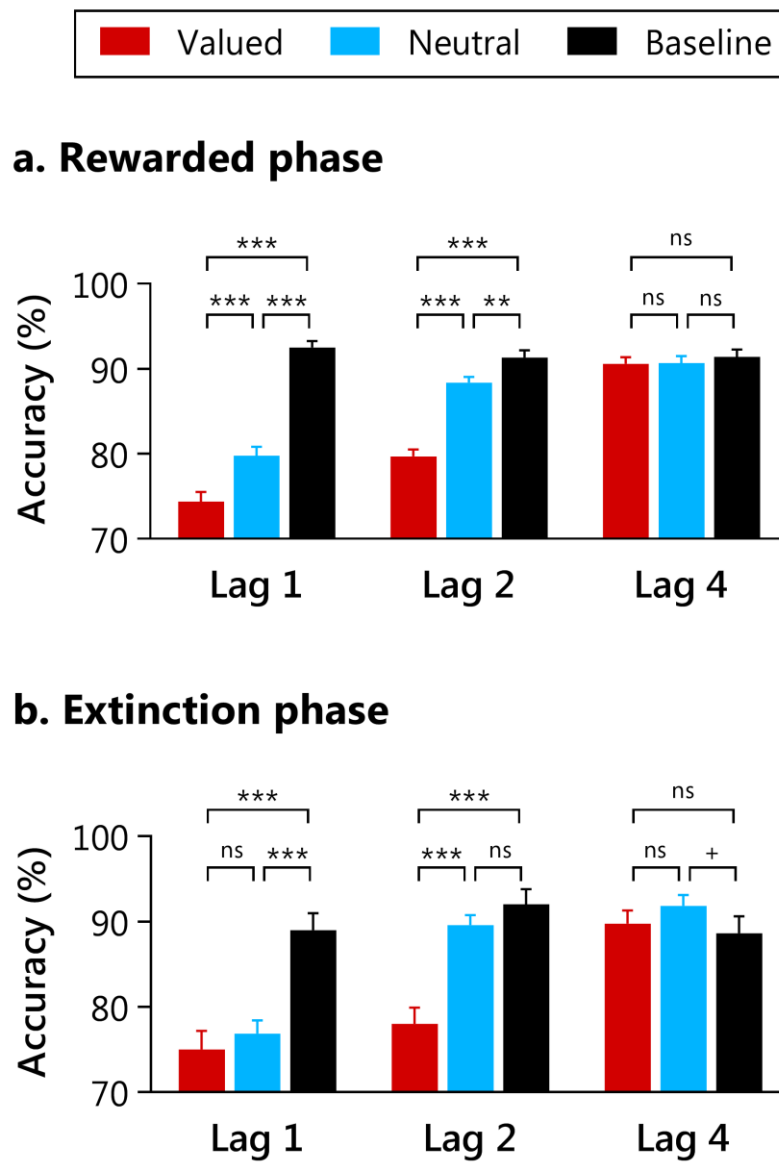 Valued Neutral Baseline
a. Rewarded phase
*** *** ns
*** *** *** ** ns ns
100
90
80
70
Accuracy (%)
Lag 1 Lag 2 Lag 4
b. Extinction phase
*** *** ns
ns *** *** ns ns +
100
90
80
70
Accuracy (%)
Lag 1 Lag 2 Lag 4